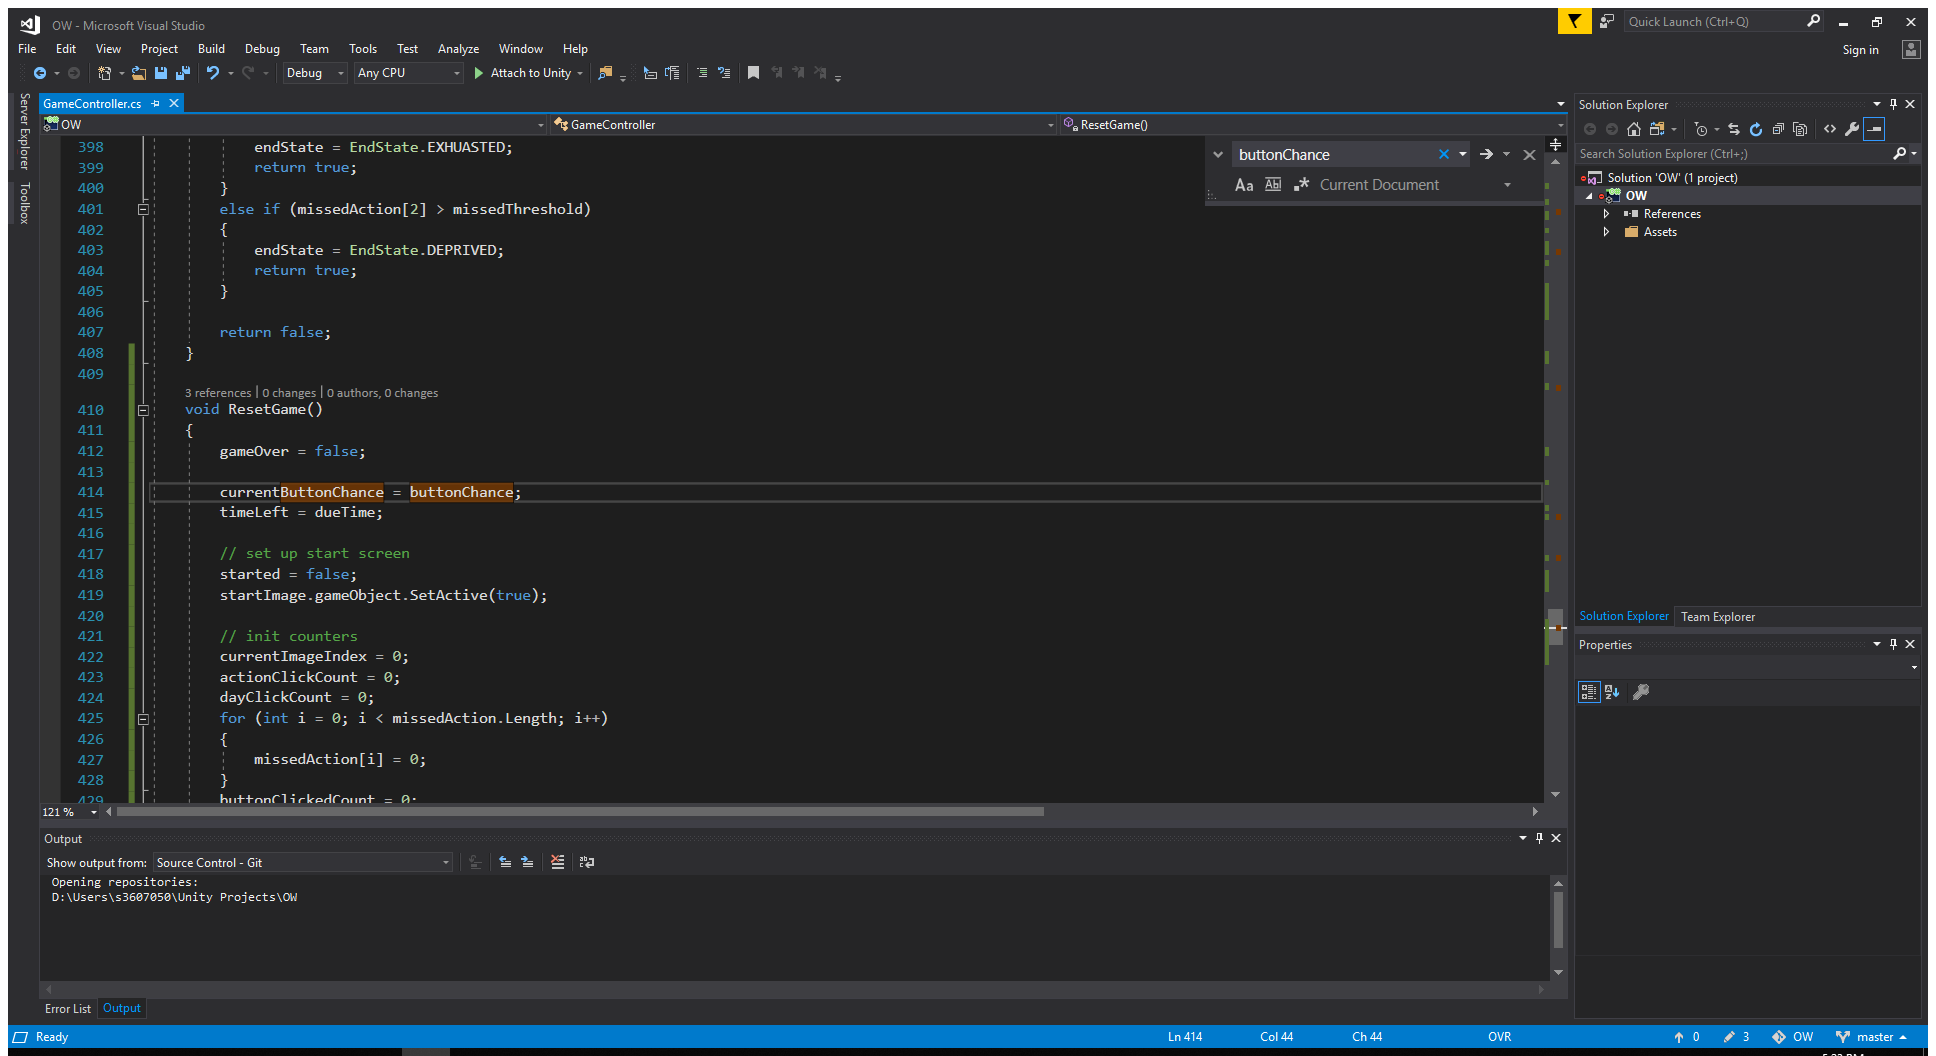 OW - Microsoft Visual Studio
Quick Launch (Ctrl+Q)
File Edit View Project Build Debug Team Tools Test Analyze Window Help
Sign in
Debug Any CPU Attach to Unity
Server Explorer
Toolbox
GameController.cs
OW GameController ResetGame()
buttonChance
Aa Abl .* Current Document
398 endState = EndState.EXHUASTED;
399 return true;
400 }
401 else if (missedAction[2] > missedThreshold)
402 {
403 endState = EndState.DEPRIVED;
404 return true;
405 }
406
407 return false;
408 }
409
3 references | 0 changes | 0 authors, 0 changes
410 void ResetGame()
411 {
412 gameOver = false;
413
414 currentButtonChance = buttonChance;
415 timeLeft = dueTime;
416
417 // set up start screen
418 started = false;
419 startImage.gameObject.SetActive(true);
420
421 // init counters
422 currentImageIndex = 0;
423 actionClickCount = 0;
424 dayClickCount = 0;
425 for (int i = 0; i < missedAction.Length; i++)
426 {
427 missedAction[i] = 0;
428 }
429 buttonClickedCount = 0;
121 %
Output
Show output from: Source Control - Git
Opening repositories:
D:\Users\s3607050\Unity Projects\OW
Error List Output
Solution Explorer
Search Solution Explorer (Ctrl+;)
Solution 'OW' (1 project)
OW
References
Assets
Solution Explorer Team Explorer
Properties
Ready Ln 414 Col 44 Ch 44 OVR 0 3 OW master